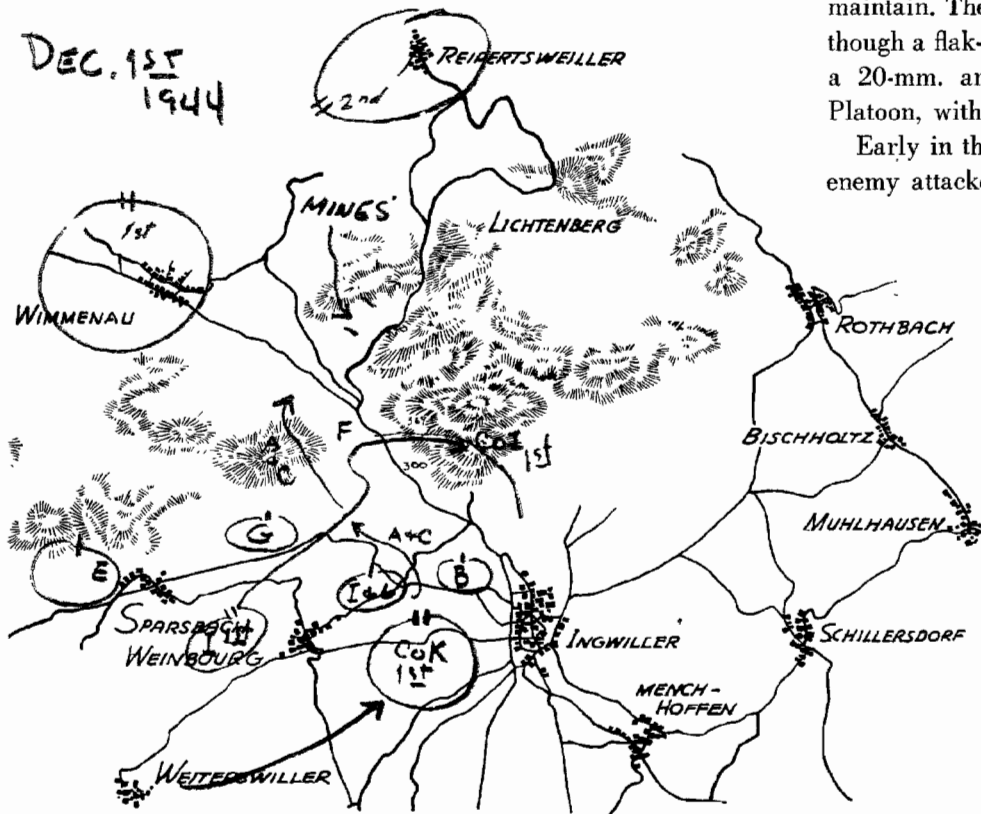 DEC. 1ST
1944
maintain. The
though a flak-
a 20-mm. an
Platoon, with
Early in th
enemy attacke
REIPERTSWEILLER
2nd
MINES
LICHTENBERG
1st
WIMMENAU
ROTHBACH
F
Co I
1st
300
A
C
BISCHHOLTZ
MUHLHAUSEN
G
A+C
E
I & L
B
SPARSBACH
WEINBOURG
Co K
1st
INGWILLER
SCHILLERSDORF
MENCH-
HOFFEN
WEITERSWILLER